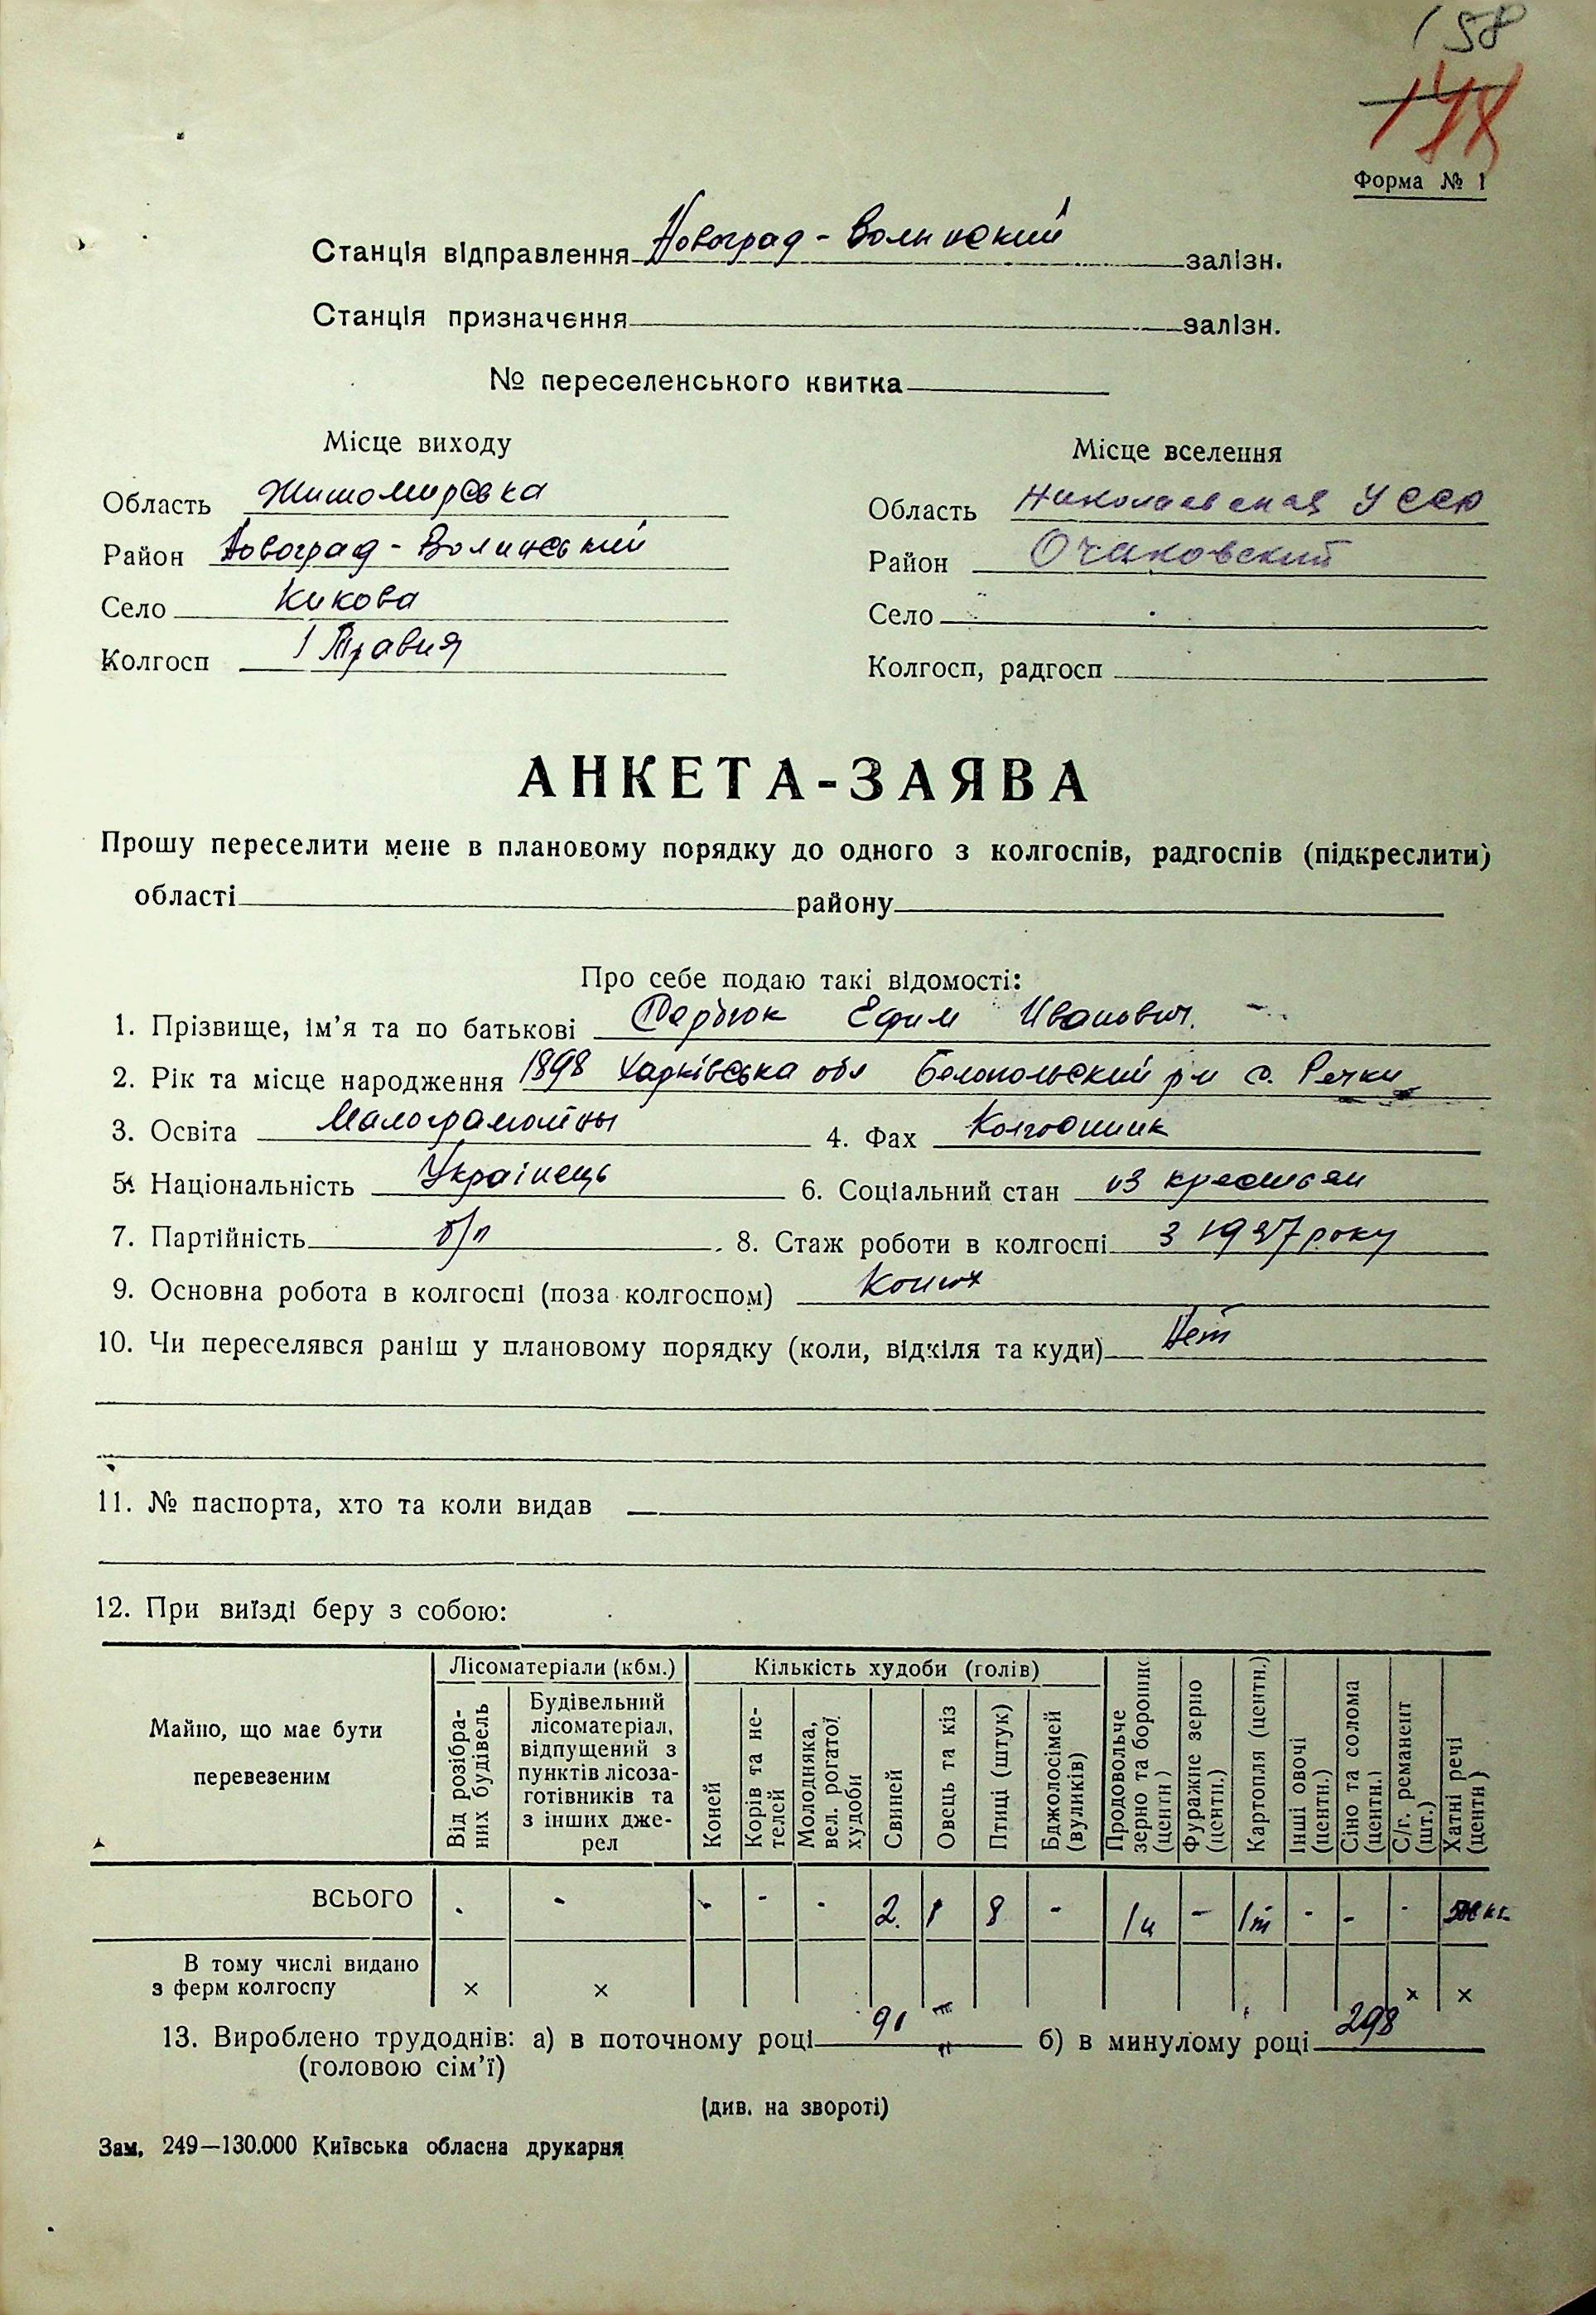 158
148
Форма № 1
Станція відправлення Новоград-Волинский залізн.
Станція призначення залізн.
№ переселенського квитка
Місце виходу
Місце вселення
Область Житомирська
Область Николаевская УССР
Район Новоград-Волинський
Район Очаковский
Село Кикова
Село
Колгосп 1 Травня
Колгосп, радгосп
АНКЕТА-ЗАЯВА
Прошу переселити мене в плановому порядку до одного з колгоспів, радгоспів (підкреслити)
області району
Про себе подаю такі відомості:
1. Прізвище, ім'я та по батькові Сердюк Ефим Иванович.
2. Рік та місце народження 1898 Харківська обл Белопольский р-н с. Речки
3. Освіта Малограмотны 4. Фах Колгоспник
5. Національність Українець 6. Соціальний стан из крестьян
7. Партійність б/п 8. Стаж роботи в колгоспі з 1937 року
9. Основна робота в колгоспі (поза колгоспом) Конюх
10. Чи переселявся раніш у плановому порядку (коли, відкіля та куди) Нет
11. № паспорта, хто та коли видав
12. При виїзді беру з собою:
Майно, що має бути перевезеним
Лісоматеріали (кбм.)
Від розібраних будівель
Будівельний лісоматеріал, відпущений з пунктів лісозаготівників та з інших джерел
Кількість худоби (голів)
Коней
Корів та нетелей
Молодняка, вел. рогатої худоби
Свиней
Овець та кіз
Птиці (штук)
Бджолосімей (вуликів)
Продовольче зерно та борошно (центн)
Фуражне зерно (центн.)
Картопля (центн.)
Інші овочі (центн.)
Сіно та солома (центн.)
С/г. реманент (шт.)
Хатні речі (центн)
ВСЬОГО - - - - - 2. 1 8 - 1ц - 1т - - - 500 кг.
В тому числі видано з ферм колгоспу × × × ×
13. Вироблено трудоднів: а) в поточному році 91 б) в минулому році 298
(головою сім'ї)
(див. на звороті)
Зам. 249—130.000 Київська обласна друкарня